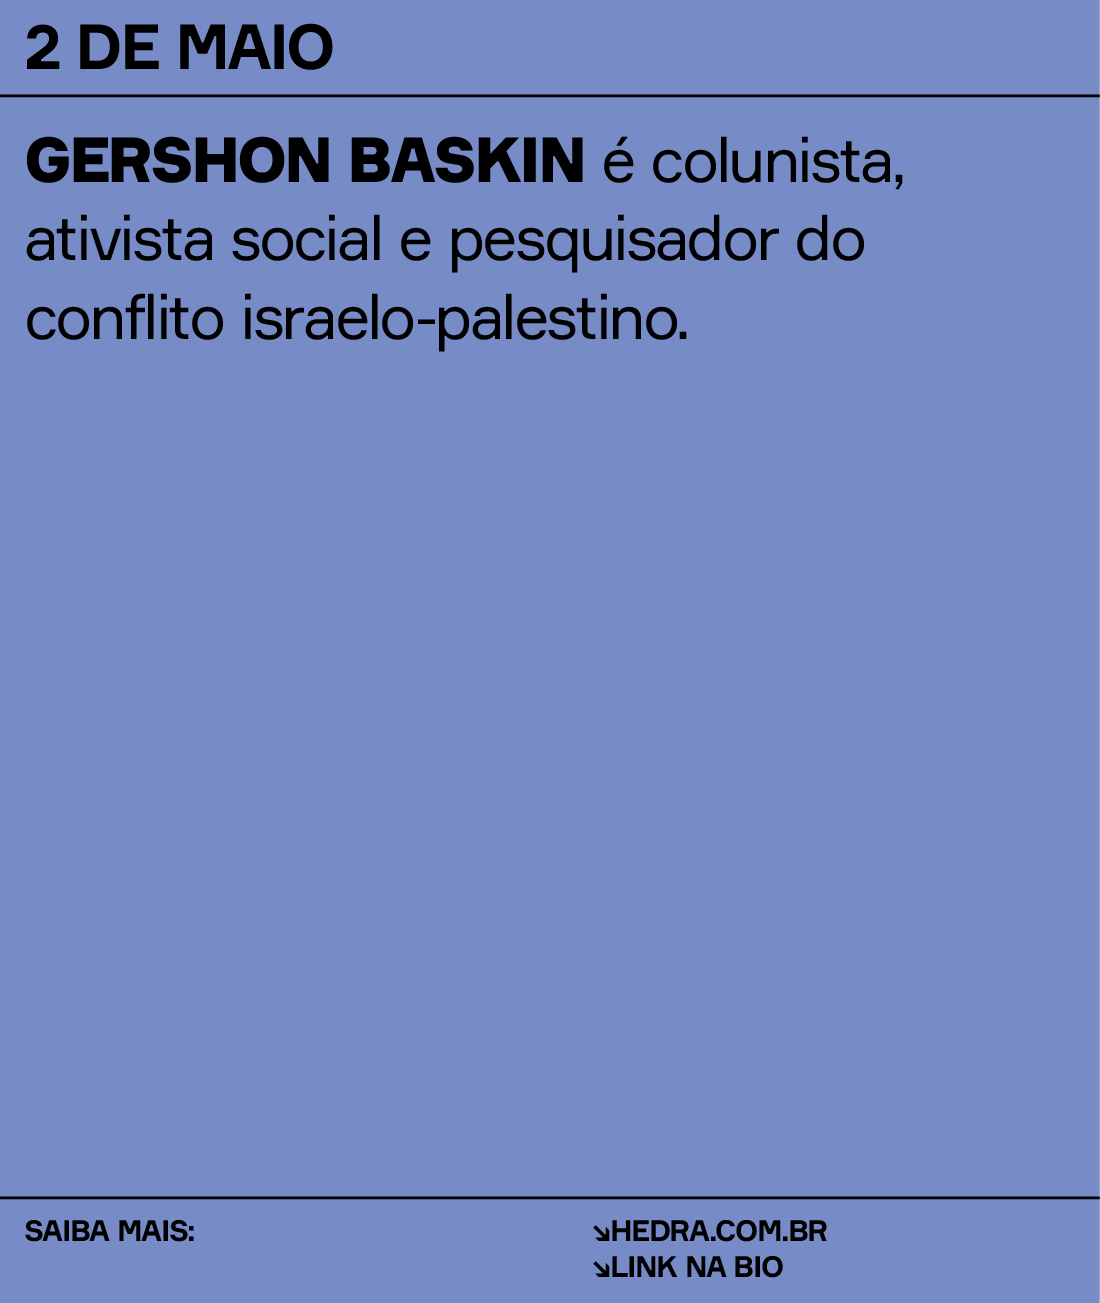 2 DE MAIO
GERSHON BASKIN é colunista,
ativista social e pesquisador do
conflito israelo-palestino.
SAIBA MAIS:
↘HEDRA.COM.BR
↘LINK NA BIO